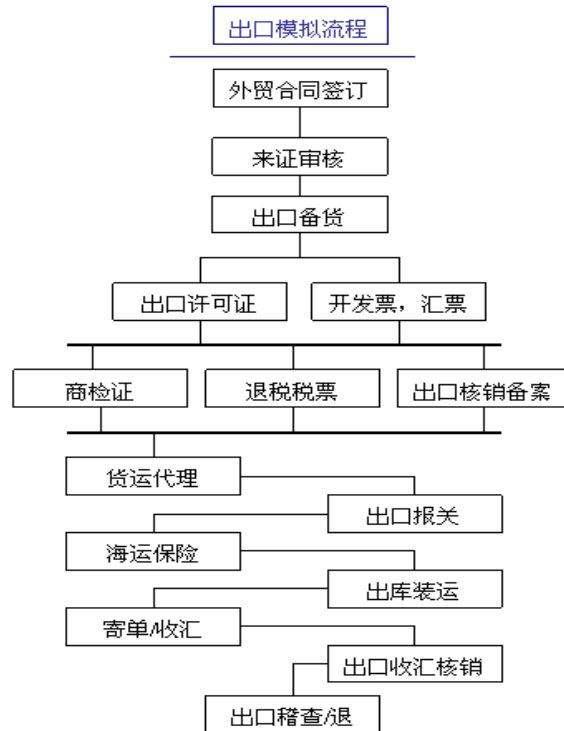 出口模拟流程
外贸合同签订
来证审核
出口备货
出口许可证
开发票，汇票
商检证
退税税票
出口核销备案
货运代理
出口报关
海运保险
出库装运
寄单/收汇
出口收汇核销
出口稽查/退